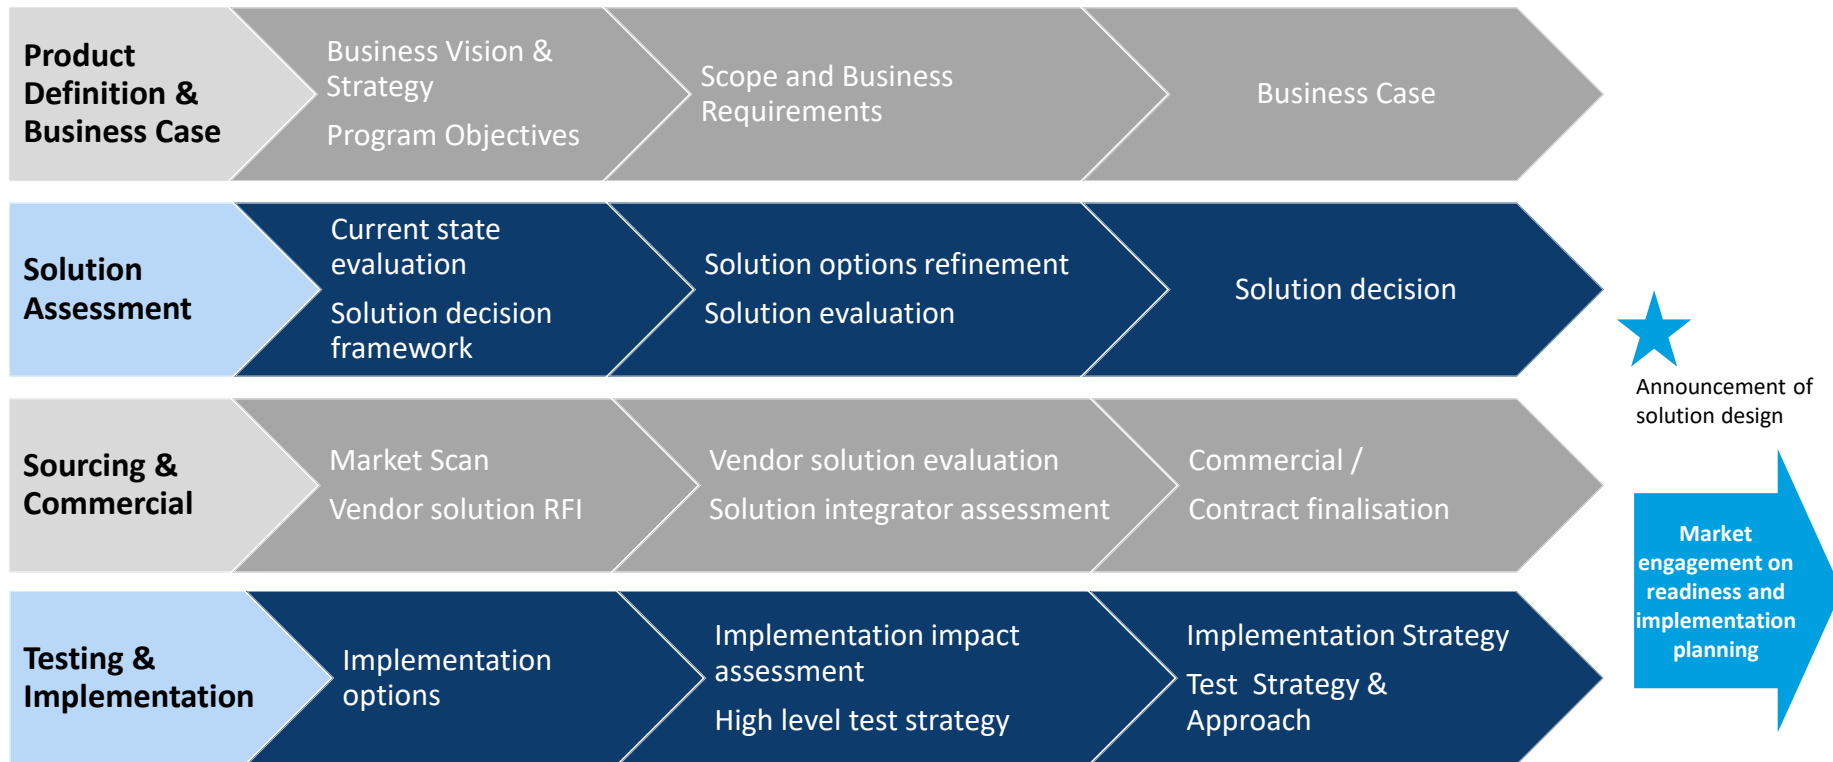 Product
Definition &
Business Case
Business Vision &
Strategy
Program Objectives
Scope and Business
Requirements
Business Case
Solution
Assessment
Current state
evaluation
Solution decision
framework
Solution options refinement
Solution evaluation
Solution decision
Announcement of
solution design
Sourcing &
Commercial
Market Scan
Vendor solution RFI
Vendor solution evaluation
Solution integrator assessment
Commercial /
Contract finalisation
Market
engagement on
readiness and
implementation
planning
Testing &
Implementation
Implementation
options
Implementation impact
assessment
High level test strategy
Implementation Strategy
Test  Strategy &
Approach